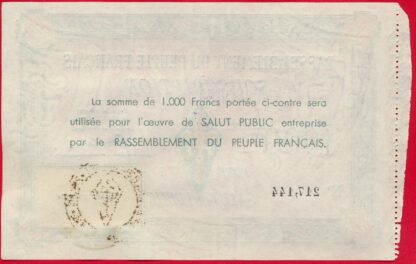 La somme de 1.000 Francs portée ci-contre sera
utilisée pour l'œuvre de SALUT PUBLIC entreprise
par le RASSEMBLEMENT DU PEUPLE FRANÇAIS.
217,144